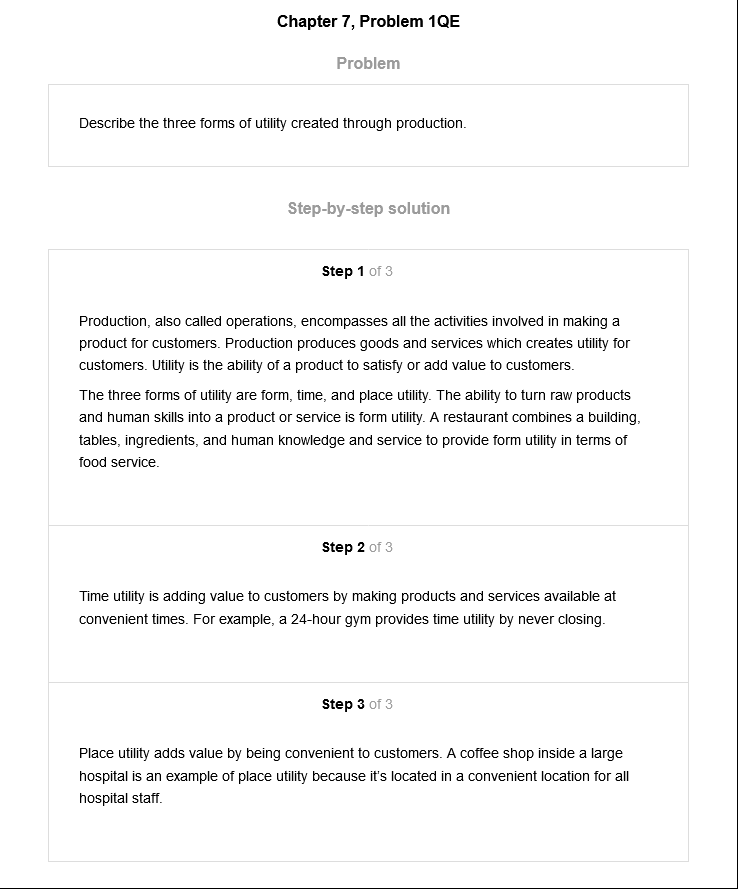 Chapter 7, Problem 1QE
Problem
Describe the three forms of utility created through production.
Step-by-step solution
Step 1 of 3
Production, also called operations, encompasses all the activities involved in making a
product for customers. Production produces goods and services which creates utility for
customers. Utility is the ability of a product to satisfy or add value to customers.
The three forms of utility are form, time, and place utility. The ability to turn raw products
and human skills into a product or service is form utility. A restaurant combines a building,
tables, ingredients, and human knowledge and service to provide form utility in terms of
food service.
Step 2 of 3
Time utility is adding value to customers by making products and services available at
convenient times. For example, a 24-hour gym provides time utility by never closing.
Step 3 of 3
Place utility adds value by being convenient to customers. A coffee shop inside a large
hospital is an example of place utility because it's located in a convenient location for all
hospital staff.